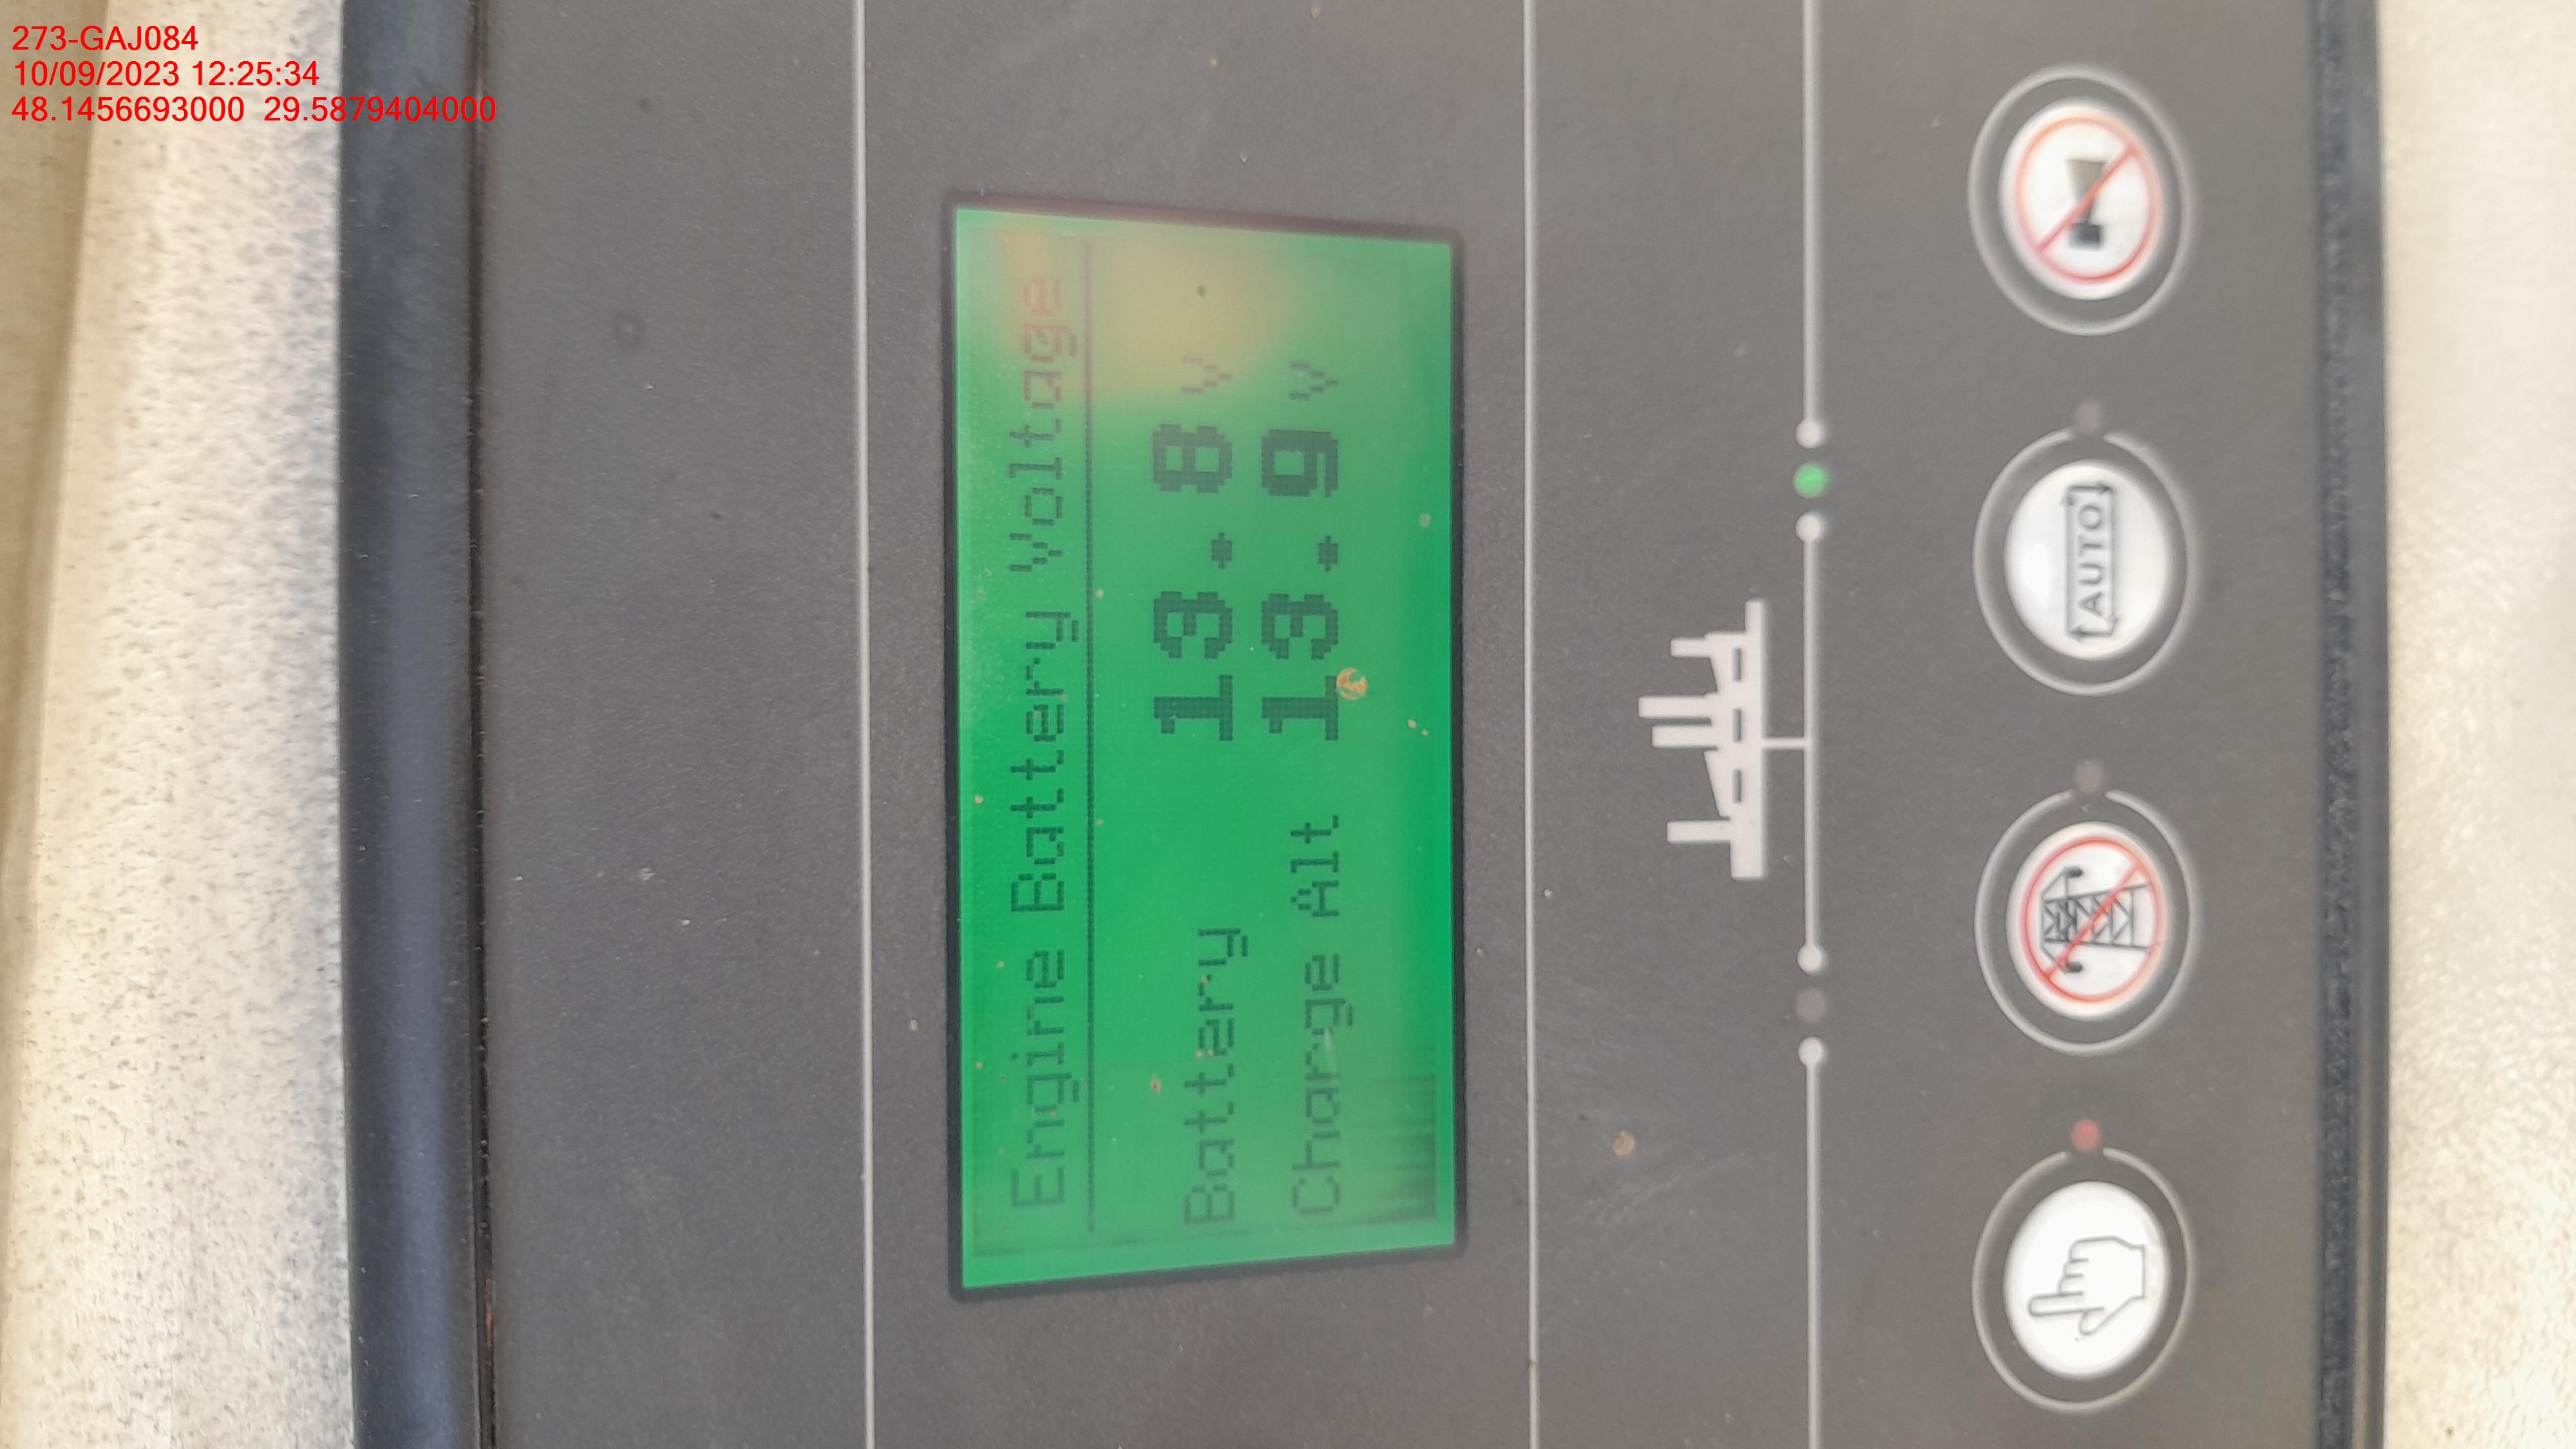 273-GAJ084
10/09/2023 12:25:34
48.1456693000 29.5879404000
Engine Battery Voltage
Battery 13.8 V
Charge Alt 13.9 V
AUTO